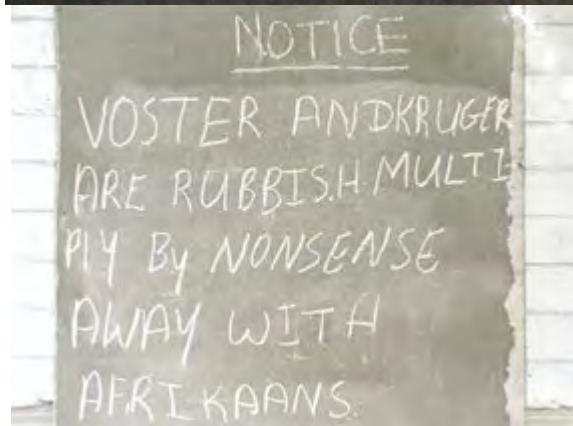 NOTICE
VOSTER ANDKRUGER
ARE RUBBIS.H. MULTI-
PLY By NONSENSE
AWAY WITH
AFRIKAANS.